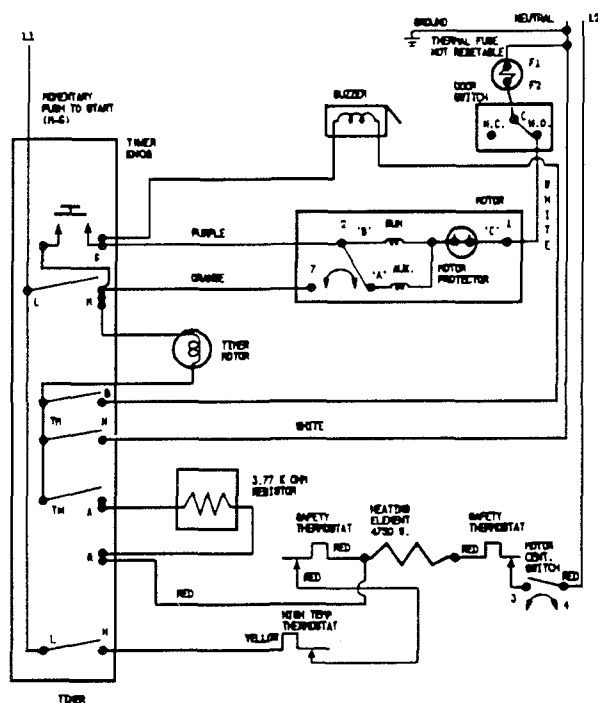 L1
GROUND
NEUTRAL
L2
THERMAL FUSE
NOT RESETABLE
F1
F2
DOOR
SWITCH
N.C.
C
N.O.
BUZZER
MOMENTARY
PUSH TO START
TIMER
KNOB
WHITE
MOTOR
PURPLE
2
'B'
RUN
'C'
1
ORANGE
7
'A'
AUX.
MOTOR
PROTECTOR
L
M
TIMER
MOTOR
B
TM
WHITE
TM
A
3.77 K OHM
RESISTOR
SAFETY
THERMOSTAT
HEATING
ELEMENT
SAFETY
THERMOSTAT
RED
RED
RED
MOTOR
CENT.
SWITCH
RED
3
4
RED
HIGH TEMP
THERMOSTAT
YELLOW
L
TIMER